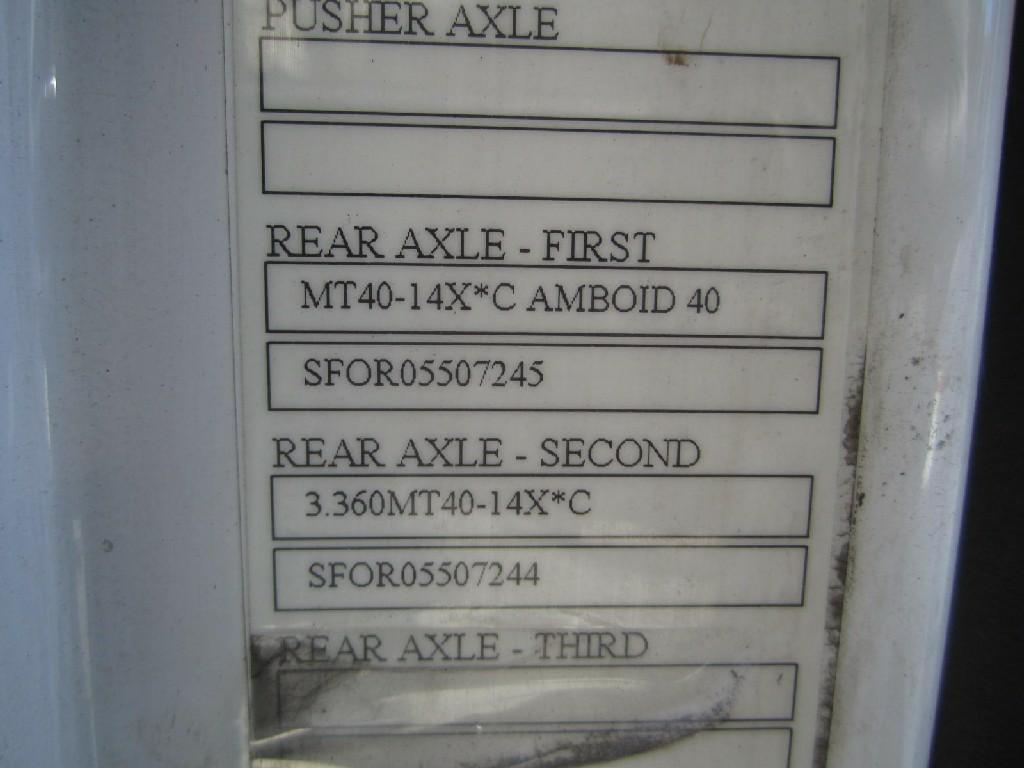 PUSHER AXLE
REAR AXLE - FIRST
MT40-14X*C AMBOID 40
SFOR05507245
REAR AXLE - SECOND
3.360MT40-14X*C
SFOR05507244
REAR AXLE - THIRD